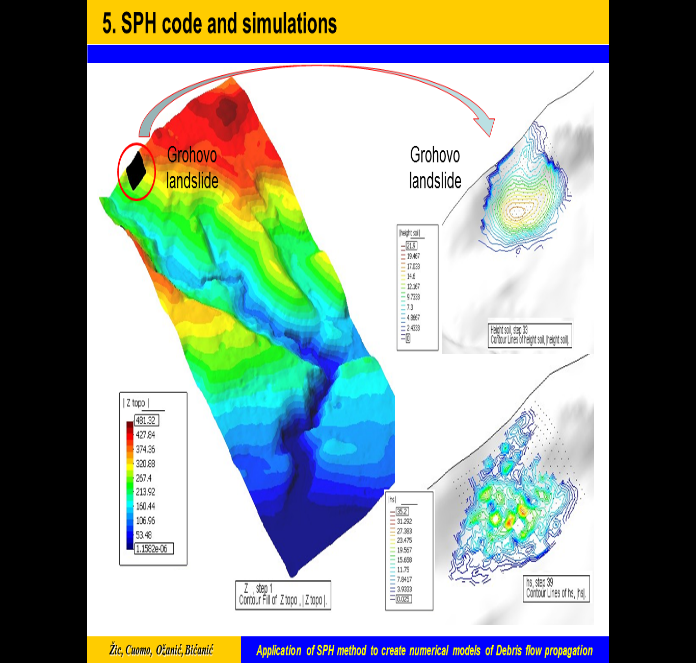 5. SPH code and simulations
Grohovo
landslide
Grohovo
landslide
|height soil|
21.9
19.467
17.033
14.6
12.167
9.7333
7.3
4.8667
2.4333
0
Height soil, step 33
Contour Lines of height soil, |height soil|.
| Z topo |
481.32
427.84
374.36
320.88
267.4
213.92
160.44
106.96
53.48
1.1582e-06
Z , step 1
Contour Fill of Z topo , | Z topo |.
|hs|
35.2
31.292
27.383
23.475
19.567
15.658
11.75
7.8417
3.9333
0.025
hs, step 39
Contour Lines of hs, |hs|.
Žic, Cuomo, Ožanić, Bićanić
Application of SPH method to create numerical models of Debris flow propagation